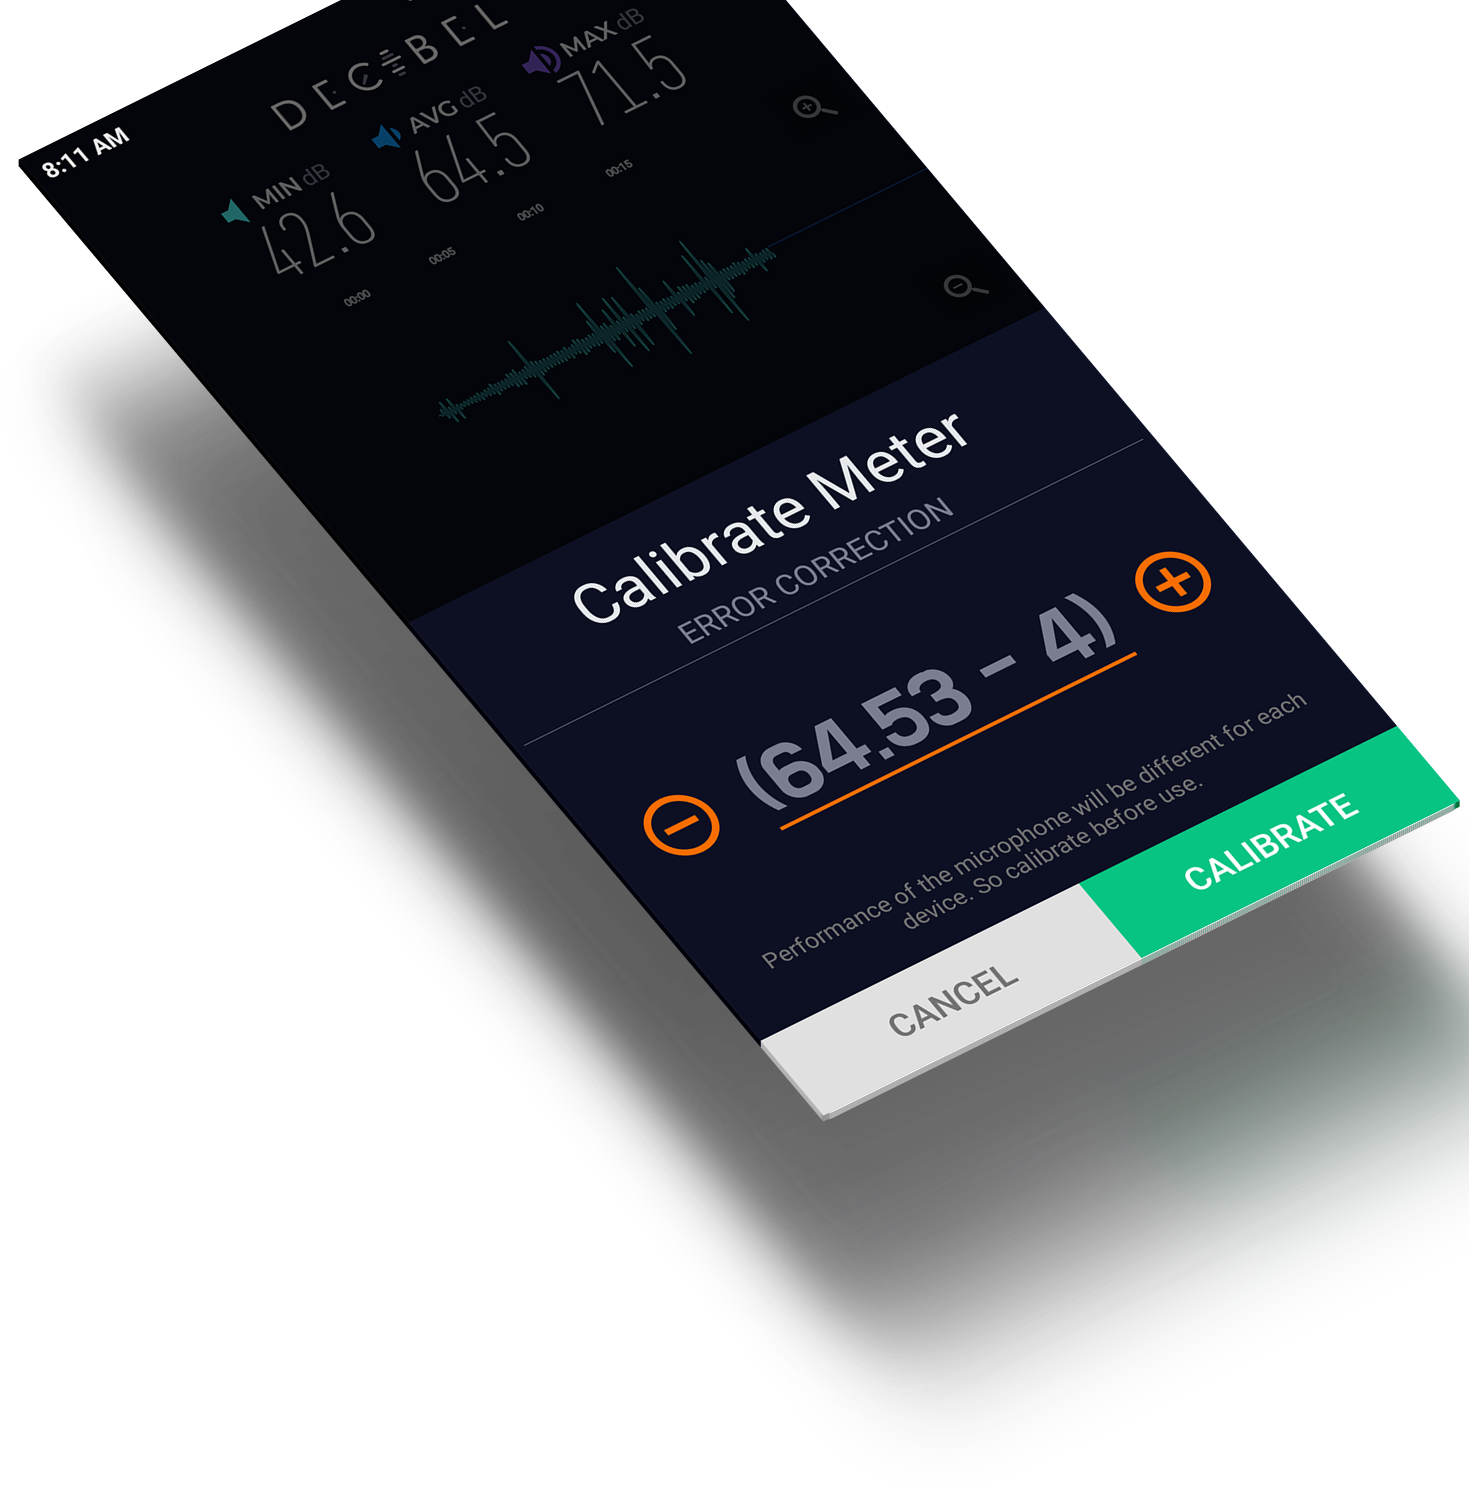 8:11 AM
DECIBEL
MIN dB
42.6
AVG dB
64.5
MAX dB
71.5
00:00
00:05
00:10
00:15
Calibrate Meter
ERROR CORRECTION
(64.53 - 4)
Performance of the microphone will be different for each
device. So calibrate before use.
CANCEL
CALIBRATE